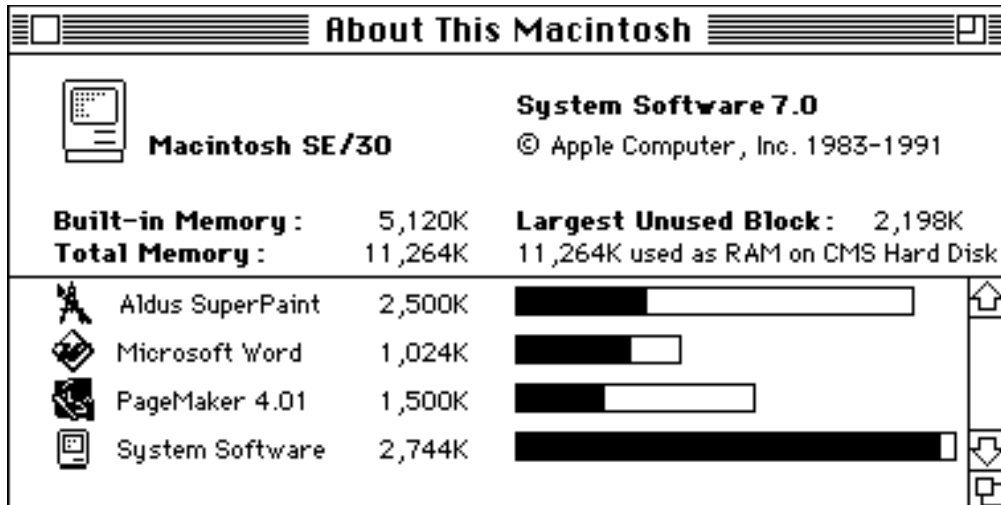 About This Macintosh
System Software 7.0
Macintosh SE/30
© Apple Computer, Inc. 1983-1991
Built-in Memory: 5,120K Largest Unused Block: 2,198K
Total Memory: 11,264K 11,264K used as RAM on CMS Hard Disk
Aldus SuperPaint 2,500K
Microsoft Word 1,024K
PageMaker 4.01 1,500K
System Software 2,744K